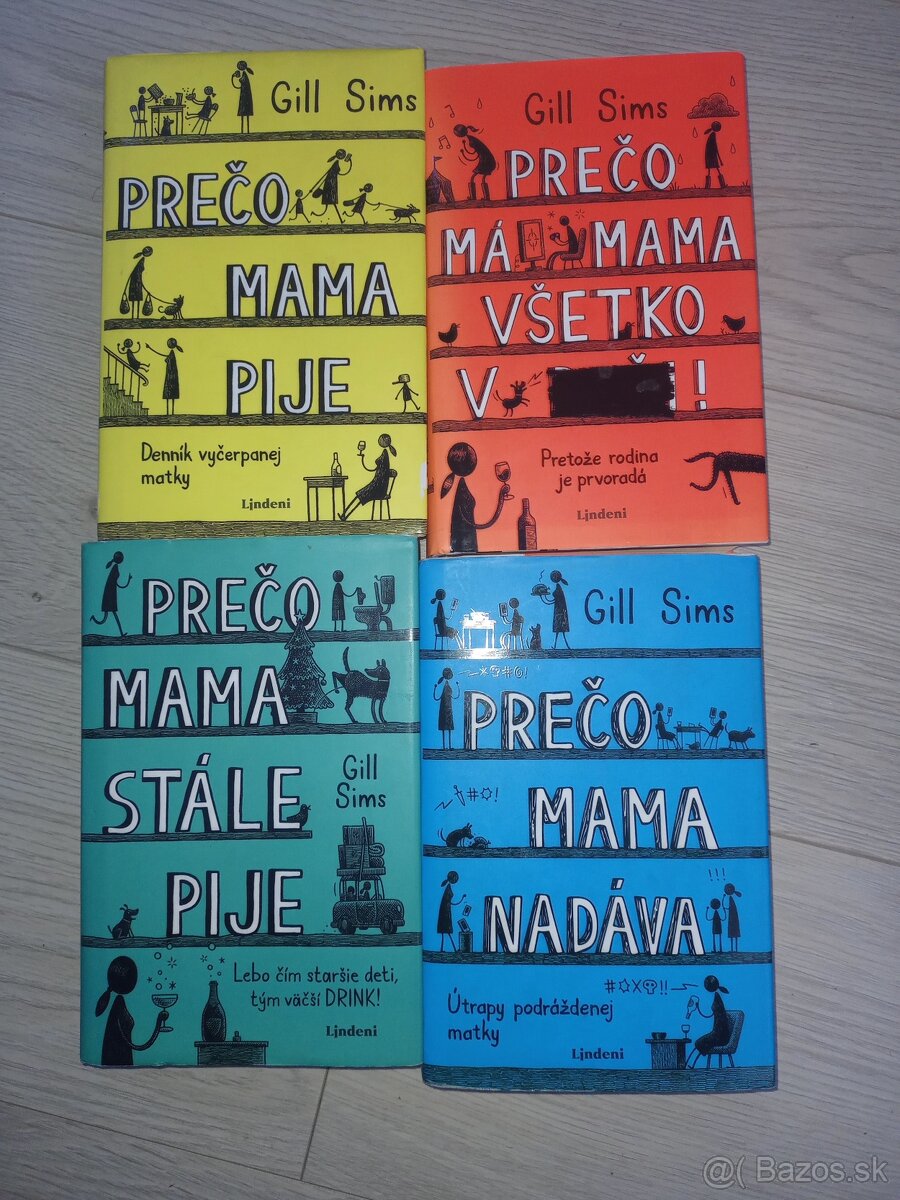 Gill Sims
PREČO
MAMA
PIJE
Denník vyčerpanej
matky
Lindeni
Gill Sims
PREČO
MÁ MAMA
VŠETKO
V !
Pretože rodina
je prvoradá
Lindeni
PREČO
MAMA
STÁLE
Gill
Sims
PIJE
Lebo čím staršie deti,
tým väčší DRINK!
Lindeni
Gill Sims
*#@!
PREČO
#!
MAMA
!!!
NADÁVA
Útrapy podráždenej
matky
#X!!
Lindeni
@( Bazos.sk